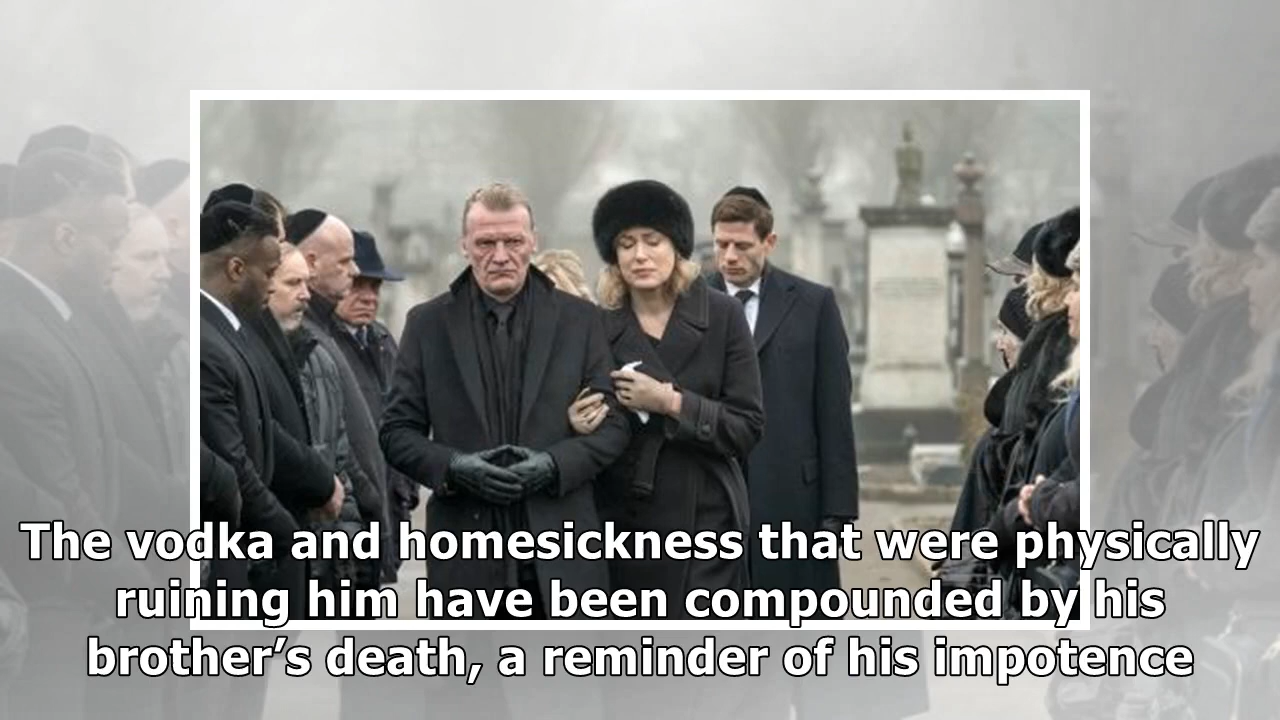 The vodka and homesickness that were physically
ruining him have been compounded by his
brother’s death, a reminder of his impotence